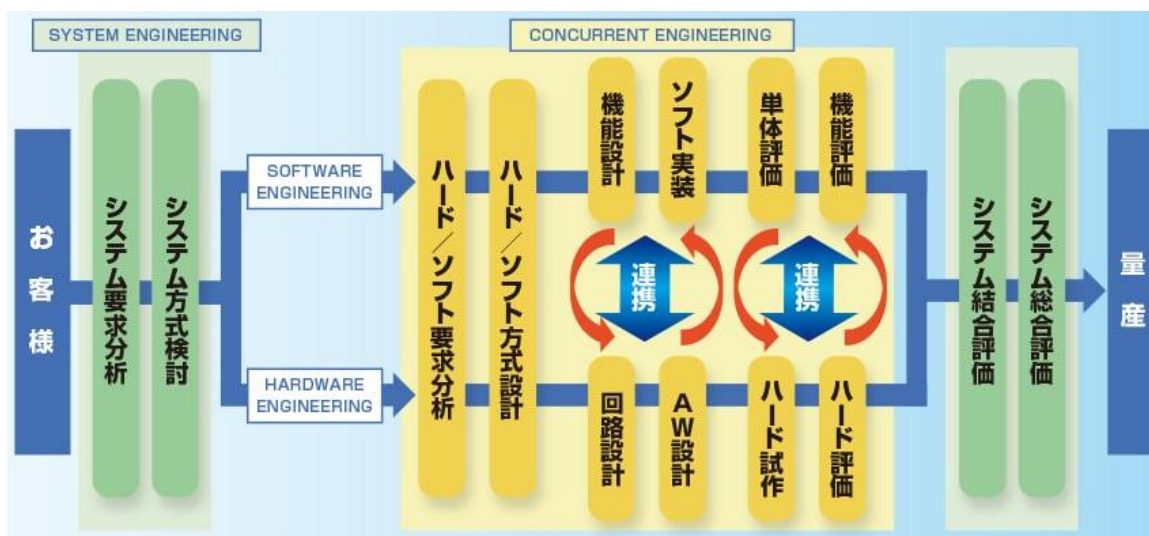 SYSTEM ENGINEERING
CONCURRENT ENGINEERING
お客様
システム要求分析
システム方式検討
SOFTWARE
ENGINEERING
HARDWARE
ENGINEERING
ハード/ソフト要求分析
ハード/ソフト方式設計
機能設計
ソフト実装
単体評価
機能評価
連携
連携
回路設計
AW設計
ハード試作
ハード評価
システム結合評価
システム総合評価
量産